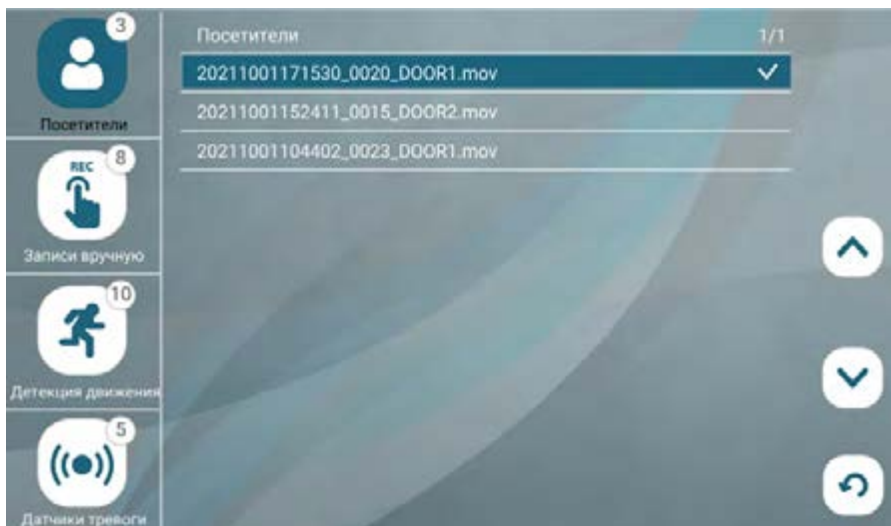 3
Посетители
REC
8
Записи вручную
10
Детекция движения
5
Датчики тревоги
Посетители 1/1
20211001171530_0020_DOOR1.mov
20211001152411_0015_DOOR2.mov
20211001104402_0023_DOOR1.mov